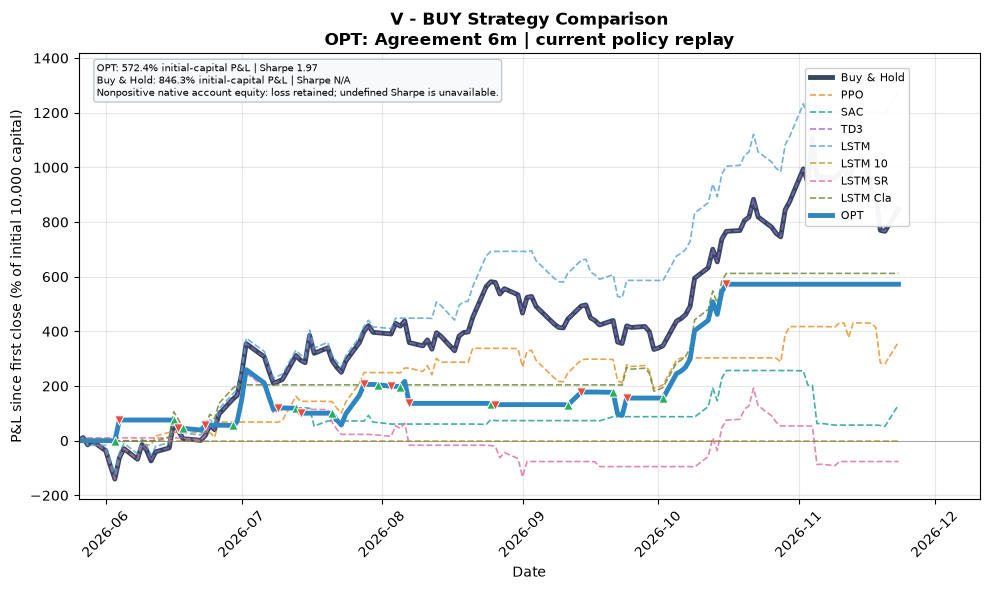 V - BUY Strategy Comparison
OPT: Agreement 6m | current policy replay
OPT: 572.4% initial-capital P&L | Sharpe 1.97
Buy & Hold: 846.3% initial-capital P&L | Sharpe N/A
Nonpositive native account equity: loss retained; undefined Sharpe is unavailable.
Buy & Hold
PPO
SAC
TD3
LSTM
LSTM 10
LSTM SR
LSTM Cla
OPT
P&L since first close (% of initial 10,000 capital)
1400
1200
1000
800
600
400
200
0
−200
2026-06
2026-07
2026-08
2026-09
2026-10
2026-11
2026-12
Date